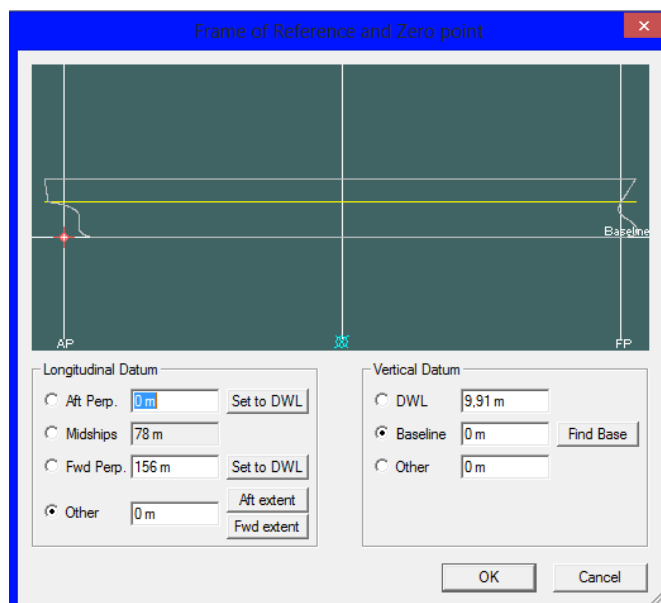 Frame of Reference and Zero point
Baseline
AP
FP
Longitudinal Datum
Aft Perp.
0 m
Set to DWL
Midships
78 m
Fwd Perp.
156 m
Set to DWL
Other
0 m
Aft extent
Fwd extent
Vertical Datum
DWL
9,91 m
Baseline
0 m
Find Base
Other
0 m
OK
Cancel